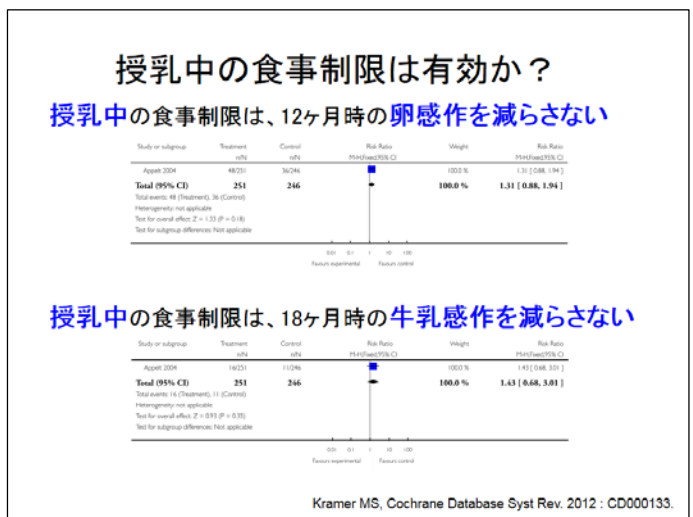 授乳中の食事制限は有効か？
授乳中の食事制限は、12ヶ月時の卵感作を減らさない
Study or subgroup Treatment Control Risk Ratio Weight Risk Ratio
n/N n/N M-H,Fixed,95% CI M-H,Fixed,95% CI
Appelt 2004 48/251 36/246 100.0 % 1.31 [ 0.88, 1.94 ]
Total (95% CI) 251 246 100.0 % 1.31 [ 0.88, 1.94 ]
Total events: 48 (Treatment), 36 (Control)
Heterogeneity: not applicable
Test for overall effect: Z = 1.33 (P = 0.18)
Test for subgroup differences: Not applicable
0.01 0.1 1 10 100
Favours experimental Favours control
授乳中の食事制限は、18ヶ月時の牛乳感作を減らさない
Study or subgroup Treatment Control Risk Ratio Weight Risk Ratio
n/N n/N M-H,Fixed,95% CI M-H,Fixed,95% CI
Appelt 2004 16/251 11/246 100.0 % 1.43 [ 0.68, 3.01 ]
Total (95% CI) 251 246 100.0 % 1.43 [ 0.68, 3.01 ]
Total events: 16 (Treatment), 11 (Control)
Heterogeneity: not applicable
Test for overall effect: Z = 0.93 (P = 0.35)
Test for subgroup differences: Not applicable
0.01 0.1 1 10 100
Favours experimental Favours control
Kramer MS, Cochrane Database Syst Rev. 2012 : CD000133.